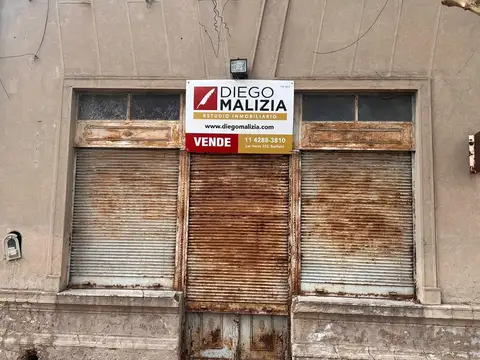 DIEGO
MALIZIA
ESTUDIO INMOBILIARIO
www.diegomalizia.com
VENDE
11 4288-3810